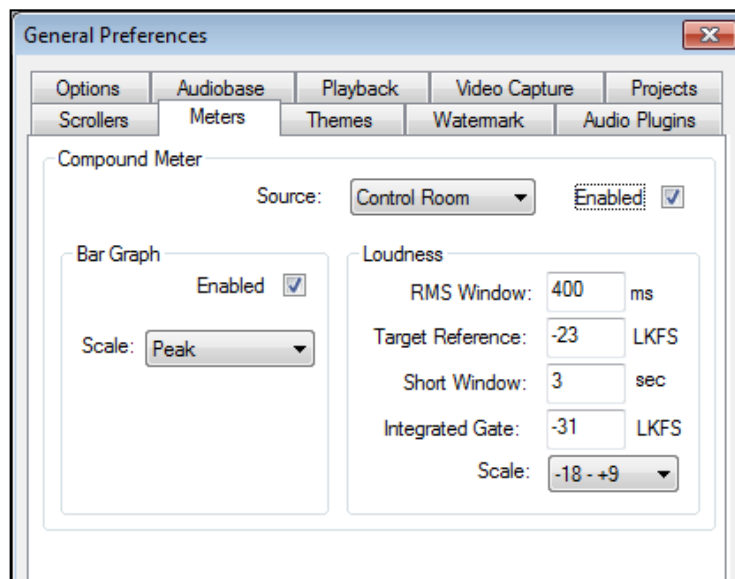 General Preferences
Options Audiobase Playback Video Capture Projects
Scrollers Meters Themes Watermark Audio Plugins
Compound Meter
Source: Control Room Enabled
Bar Graph
Enabled
Scale: Peak
Loudness
RMS Window: 400 ms
Target Reference: -23 LKFS
Short Window: 3 sec
Integrated Gate: -31 LKFS
Scale: -18 - +9